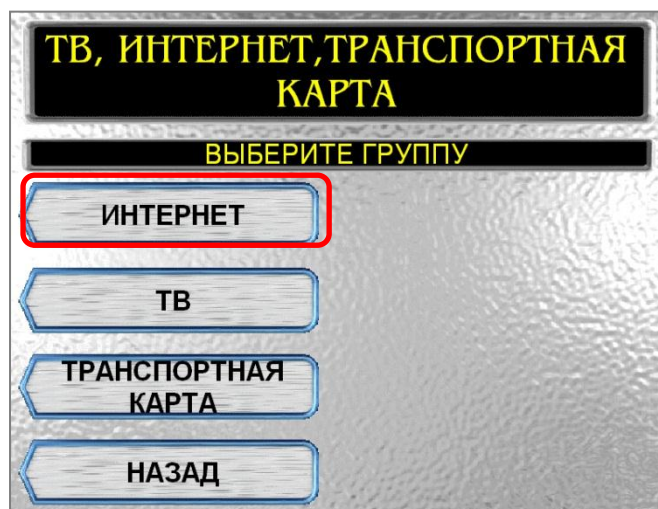 ТВ, ИНТЕРНЕТ,ТРАНСПОРТНАЯ
КАРТА
ВЫБЕРИТЕ ГРУППУ
ИНТЕРНЕТ
ТВ
ТРАНСПОРТНАЯ
КАРТА
НАЗАД